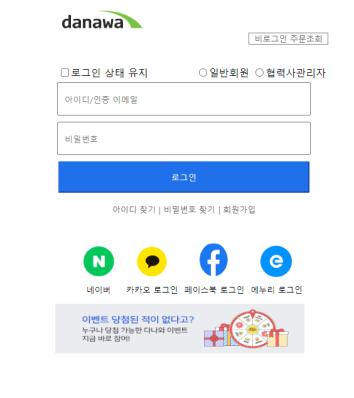 danawa
비로그인 주문조회
로그인 상태 유지 일반회원 협력사관리자
아이디/인증 이메일
비밀번호
로그인
아이디 찾기 | 비밀번호 찾기 | 회원가입
N
네이버 카카오 로그인 페이스북 로그인 에누리 로그인
이벤트 당첨된 적이 없다고?
누구나 당첨 가능한 다나와 이벤트
지금 바로 참여!